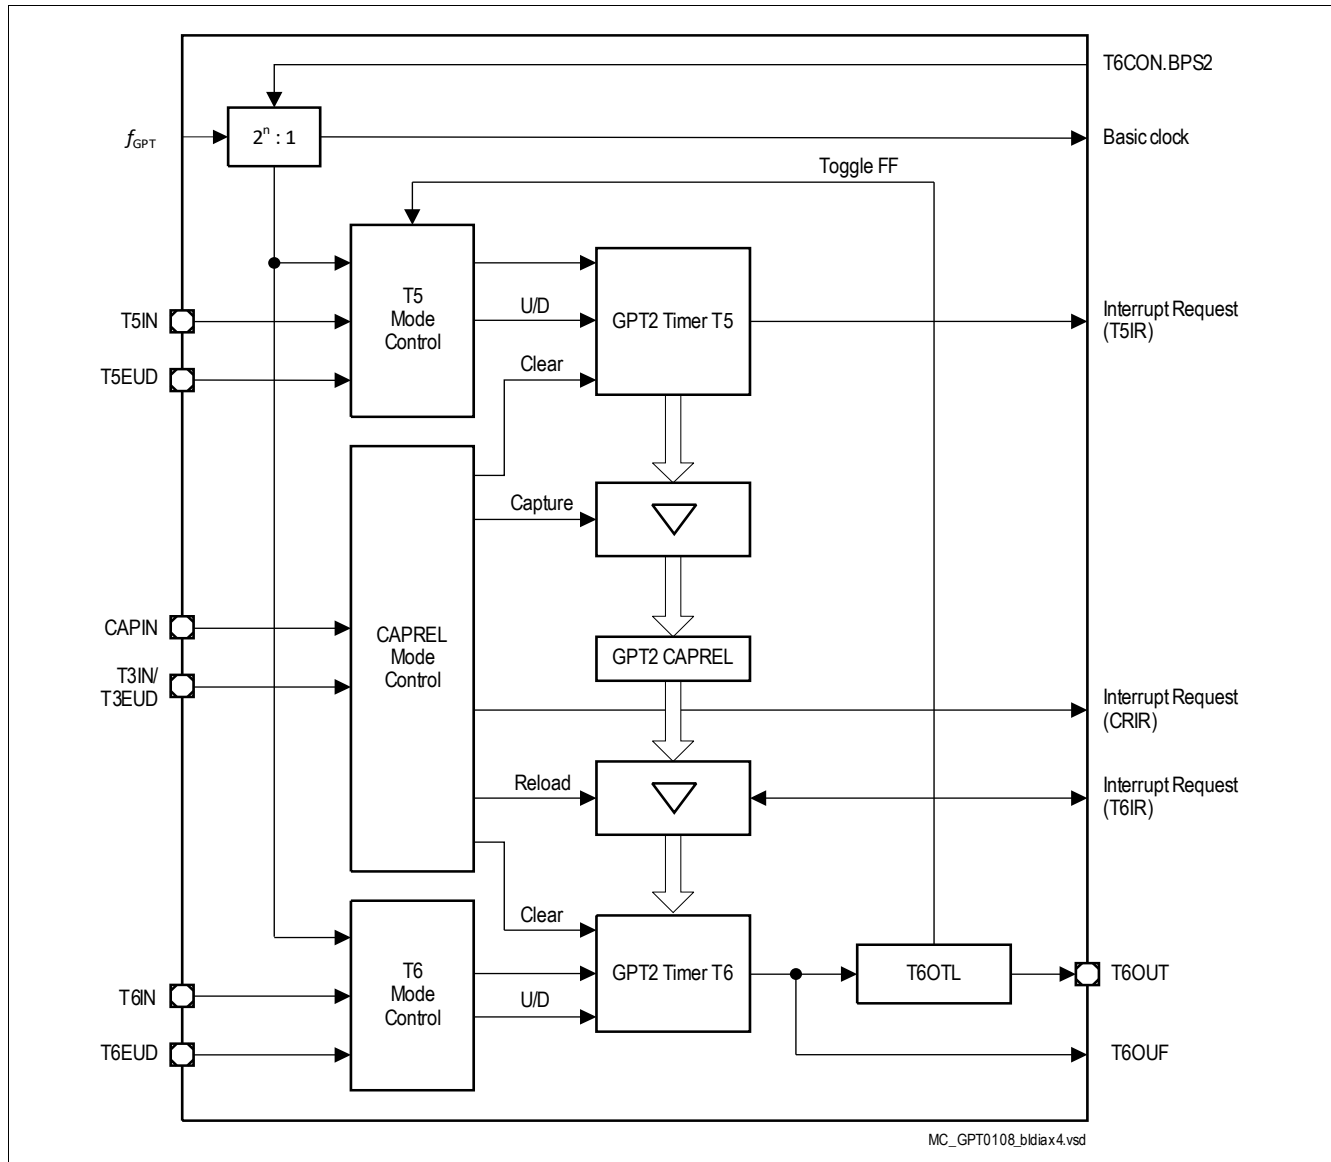 T6CON.BPS2
fGPT
2n : 1
Basic clock
Toggle FF
T5
Mode
Control
U/D
GPT2 Timer T5
Interrupt Request
(T5IR)
T5IN
T5EUD
Clear
Capture
CAPIN
T3IN/
T3EUD
CAPREL
Mode
Control
GPT2 CAPREL
Interrupt Request
(CRIR)
Reload
Interrupt Request
(T6IR)
Clear
T6
Mode
Control
GPT2 Timer T6
T6OTL
T6OUT
T6IN
U/D
T6EUD
T6OUF
MC_GPT0108_bldiax4.vsd